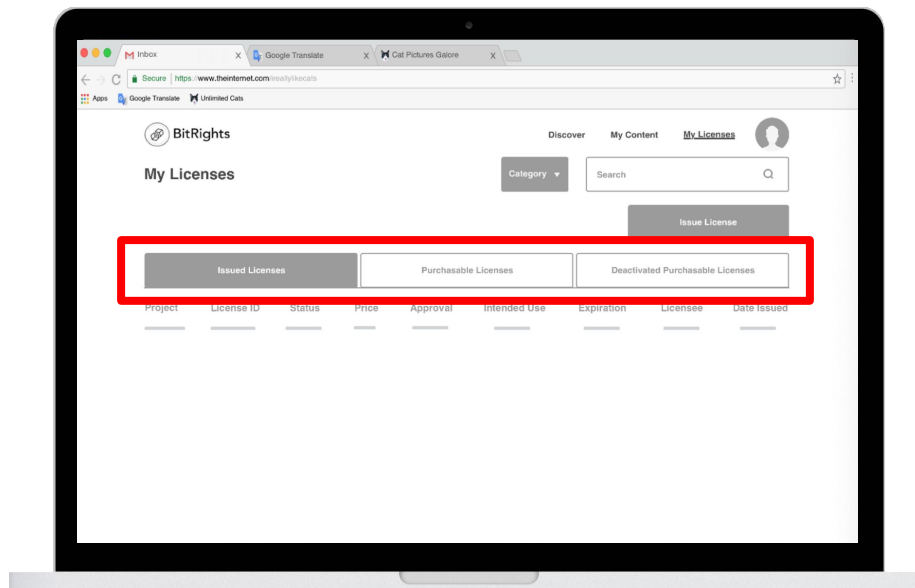 Inbox X Google Translate X Cat Pictures Galore X
Secure | https://www.theinternet.com/ireallylikecats
Apps Google Translate Unlimited Cats
BitRights Discover My Content My Licenses
My Licenses Category Search
Issue License
Issued Licenses Purchasable Licenses Deactivated Purchasable Licenses
Project License ID Status Price Approval Intended Use Expiration Licensee Date Issued